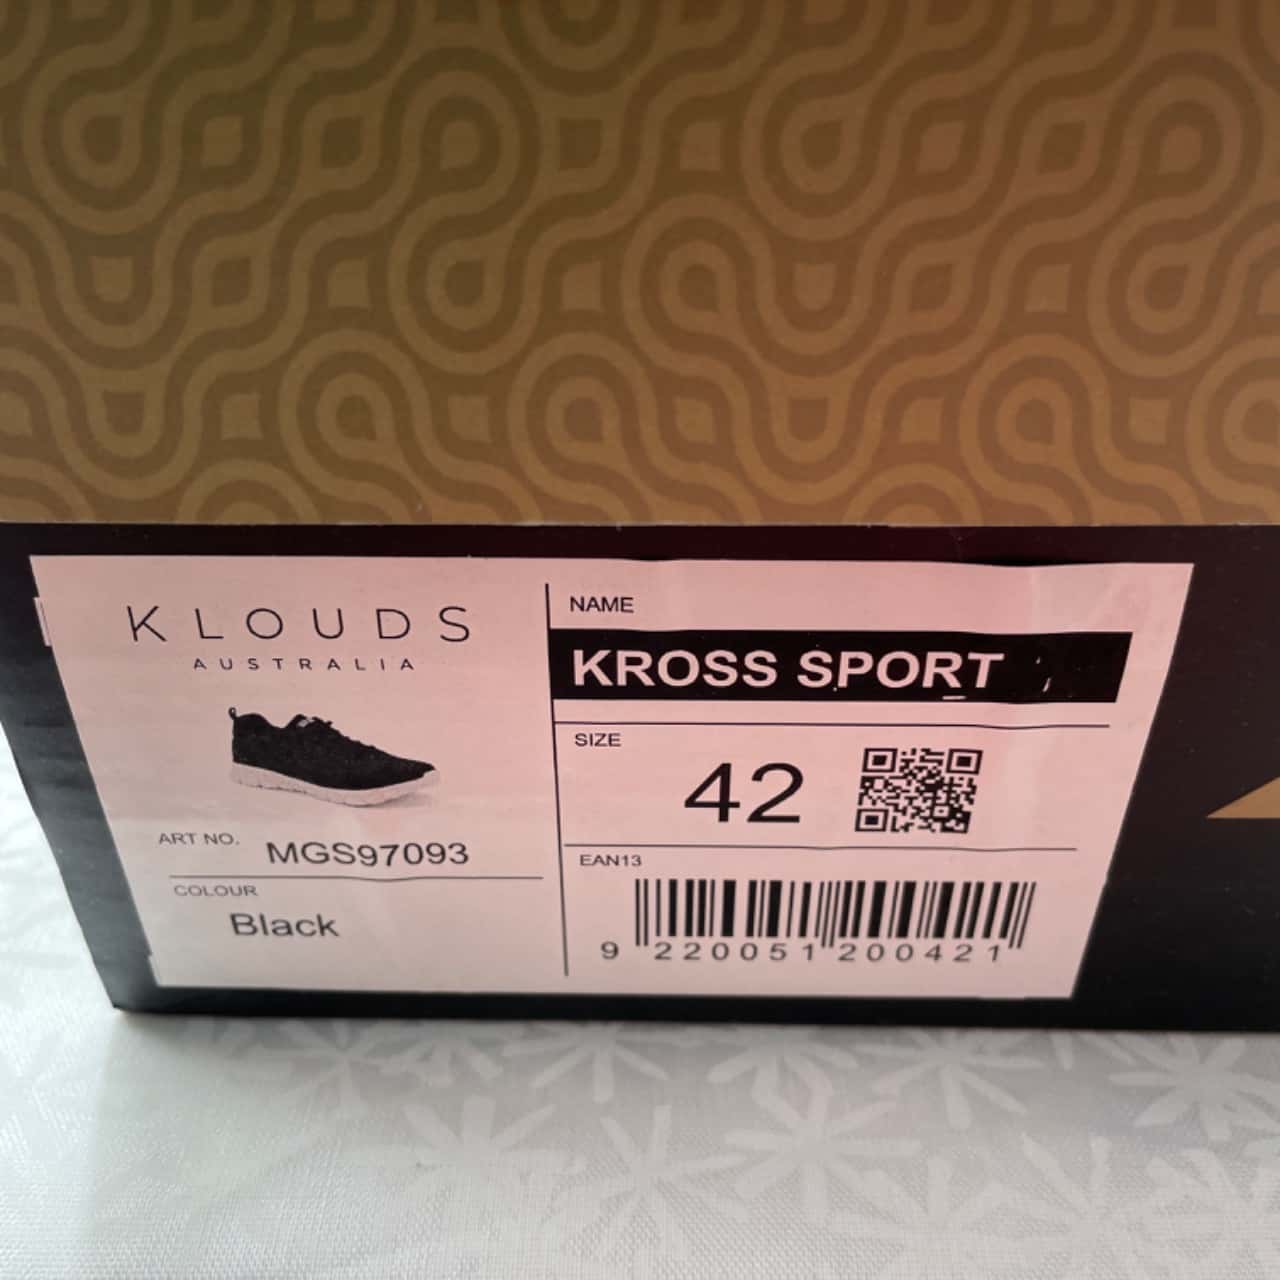 KLOUDS
AUSTRALIA
ART NO. MGS97093
COLOUR
Black
NAME
KROSS SPORT
SIZE
42
EAN13
9 220051 200421